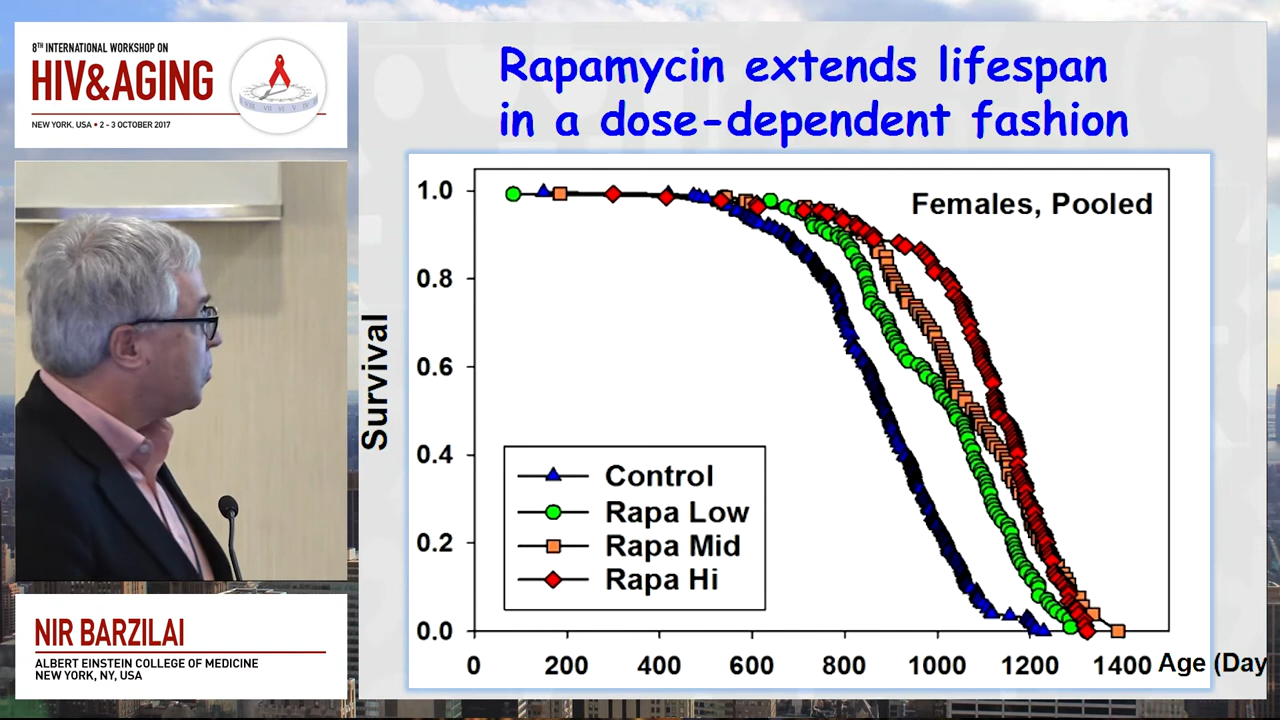 8TH INTERNATIONAL WORKSHOP ON
HIV&AGING
NEW YORK, USA • 2 - 3 OCTOBER 2017
Rapamycin extends lifespan
in a dose-dependent fashion
Females, Pooled
Survival
1.0
0.8
0.6
0.4
0.2
0.0
Control
Rapa Low
Rapa Mid
Rapa Hi
0 200 400 600 800 1000 1200 1400 Age (Day
NIR BARZILAI
ALBERT EINSTEIN COLLEGE OF MEDICINE
NEW YORK, NY, USA